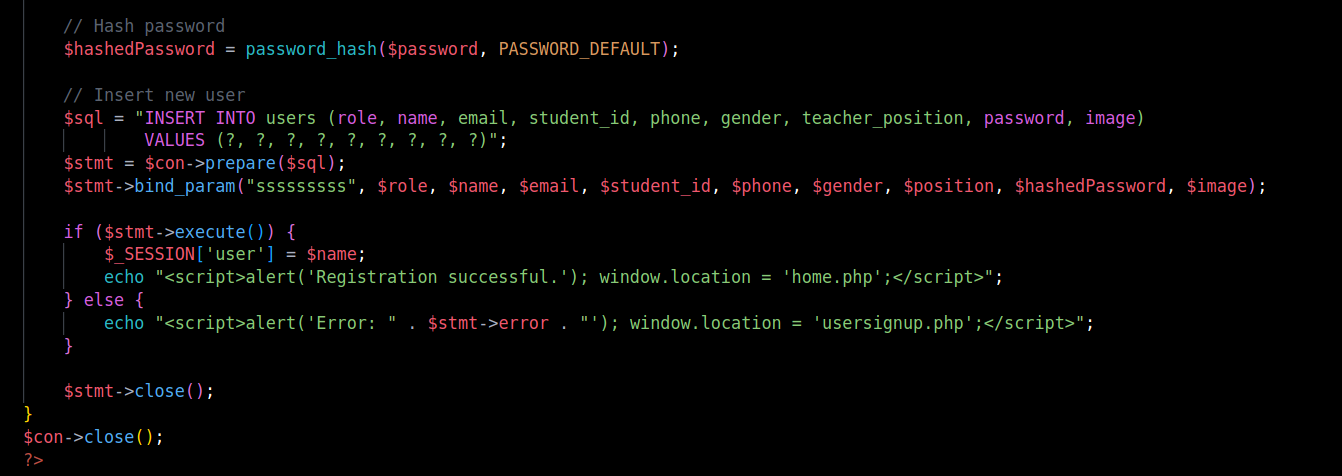 // Hash password
$hashedPassword = password_hash($password, PASSWORD_DEFAULT);
// Insert new user
$sql = "INSERT INTO users (role, name, email, student_id, phone, gender, teacher_position, password, image)
VALUES (?, ?, ?, ?, ?, ?, ?, ?, ?)";
$stmt = $con->prepare($sql);
$stmt->bind_param("sssssssss", $role, $name, $email, $student_id, $phone, $gender, $position, $hashedPassword, $image);
if ($stmt->execute()) {
$_SESSION['user'] = $name;
echo "<script>alert('Registration successful.'); window.location = 'home.php';</script>";
} else {
echo "<script>alert('Error: " . $stmt->error . "'); window.location = 'usersignup.php';</script>";
}
$stmt->close();
}
$con->close();
?>